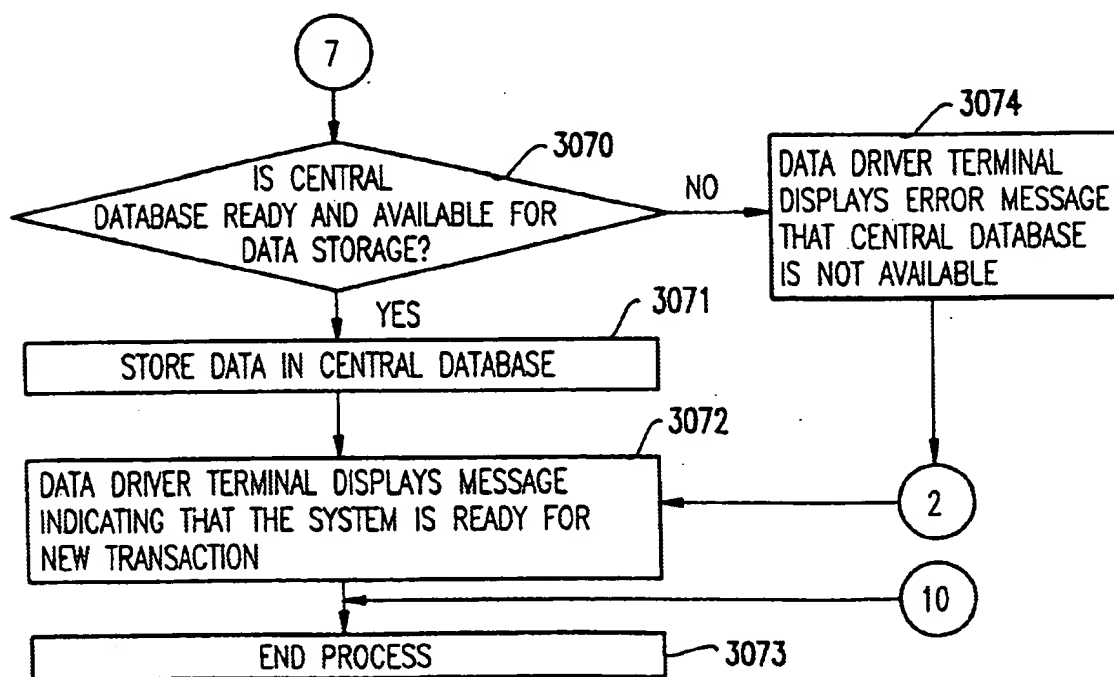 7
3070
IS CENTRAL
DATABASE READY AND AVAILABLE FOR
DATA STORAGE?
NO
3074
DATA DRIVER TERMINAL
DISPLAYS ERROR MESSAGE
THAT CENTRAL DATABASE
IS NOT AVAILABLE
YES
3071
STORE DATA IN CENTRAL DATABASE
3072
DATA DRIVER TERMINAL DISPLAYS MESSAGE
INDICATING THAT THE SYSTEM IS READY FOR
NEW TRANSACTION
2
10
END PROCESS
3073